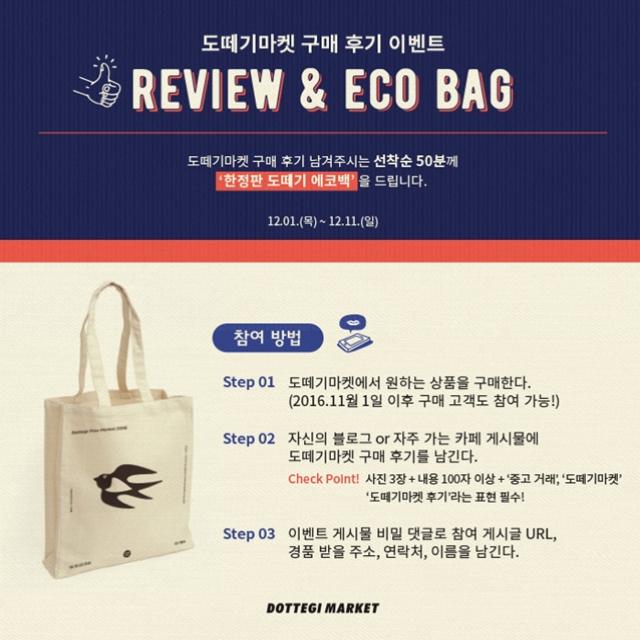 도떼기마켓 구매 후기 이벤트
REVIEW & ECO BAG
도떼기마켓 구매 후기 남겨주시는 선착순 50분께
'한정판 도떼기 에코백'을 드립니다.
12.01.(목) ~ 12.11.(일)
참여 방법
Step 01 도떼기마켓에서 원하는 상품을 구매한다.
(2016.11월 1일 이후 구매 고객도 참여 가능!)
Step 02 자신의 블로그 or 자주 가는 카페 게시물에
도떼기마켓 구매 후기를 남긴다.
Check Point! 사진 3장 + 내용 100자 이상 + '중고 거래', '도떼기마켓'
'도떼기마켓 후기'라는 표현 필수!
Step 03 이벤트 게시물 비밀 댓글로 참여 게시글 URL,
경품 받을 주소, 연락처, 이름을 남긴다.
DOTTEGI MARKET